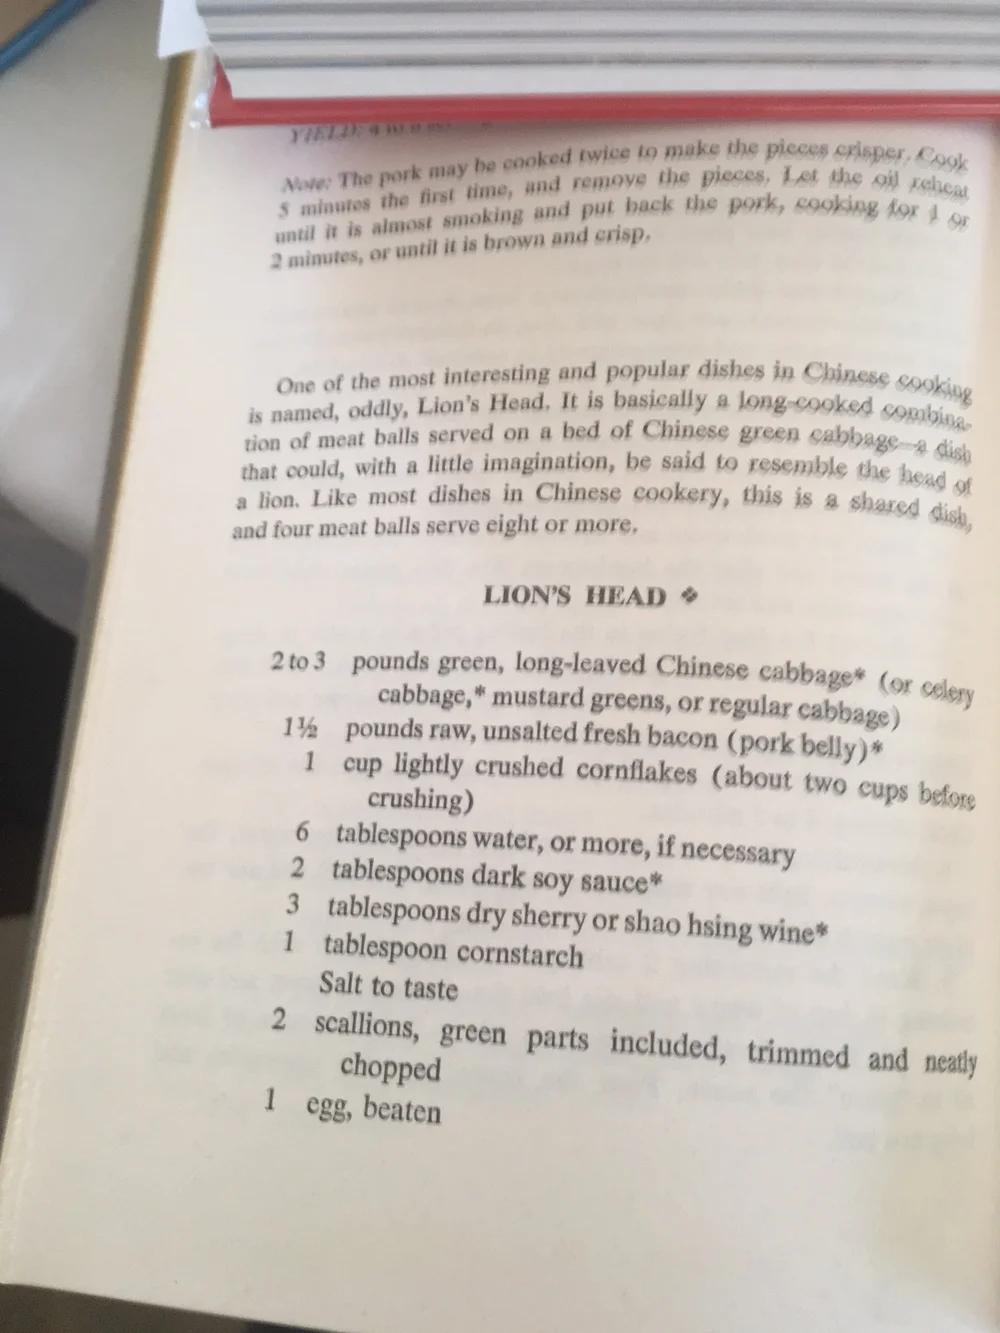 YIELD: 4 to 8
Note: The pork may be cooked twice to make the pieces crisper. Cook
5 minutes the first time, and remove the pieces. Let the oil reheat
until it is almost smoking and put back the pork, cooking for 1 or
2 minutes, or until it is brown and crisp.
One of the most interesting and popular dishes in Chinese cooking
is named, oddly, Lion's Head. It is basically a long-cooked combina-
tion of meat balls served on a bed of Chinese green cabbage—a dish
that could, with a little imagination, be said to resemble the head of
a lion. Like most dishes in Chinese cookery, this is a shared dish,
and four meat balls serve eight or more.
LION'S HEAD ❖
2 to 3 pounds green, long-leaved Chinese cabbage* (or celery
cabbage,* mustard greens, or regular cabbage)
1½ pounds raw, unsalted fresh bacon (pork belly)*
1 cup lightly crushed cornflakes (about two cups before
crushing)
6 tablespoons water, or more, if necessary
2 tablespoons dark soy sauce*
3 tablespoons dry sherry or shao hsing wine*
1 tablespoon cornstarch
Salt to taste
2 scallions, green parts included, trimmed and neatly
chopped
1 egg, beaten